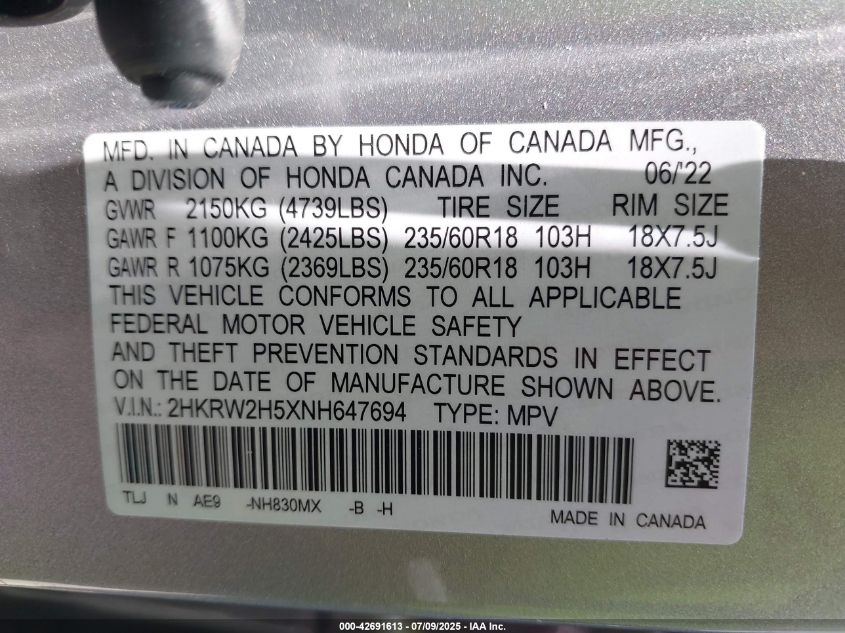 MFD. IN CANADA BY HONDA OF CANADA MFG.,
A DIVISION OF HONDA CANADA INC. 06/'22
GVWR 2150KG (4739LBS) TIRE SIZE RIM SIZE
GAWR F 1100KG (2425LBS) 235/60R18 103H 18X7.5J
GAWR R 1075KG (2369LBS) 235/60R18 103H 18X7.5J
THIS VEHICLE CONFORMS TO ALL APPLICABLE
FEDERAL MOTOR VEHICLE SAFETY
AND THEFT PREVENTION STANDARDS IN EFFECT
ON THE DATE OF MANUFACTURE SHOWN ABOVE.
V.I.N.: 2HKRW2H5XNH647694 TYPE: MPV
TLJ N AE9 -NH830MX -B -H
MADE IN CANADA
000-42691613 - 07/09/2025 - IAA Inc.